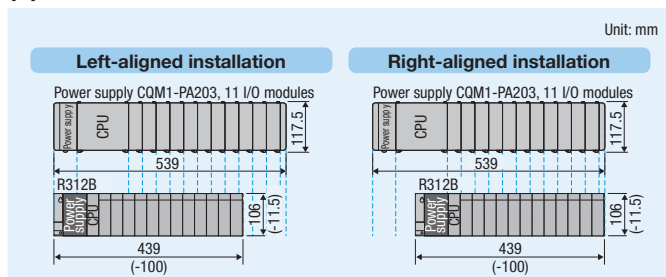 Unit: mm
Left-aligned installation
Power supply CQM1-PA203, 11 I/O modules
Power supply
CPU
117.5
539
R312B
Power
supply
CPU
106
(-11.5)
439
(-100)
Right-aligned installation
Power supply CQM1-PA203, 11 I/O modules
Power supply
CPU
117.5
539
R312B
Power
supply
CPU
106
(-11.5)
439
(-100)